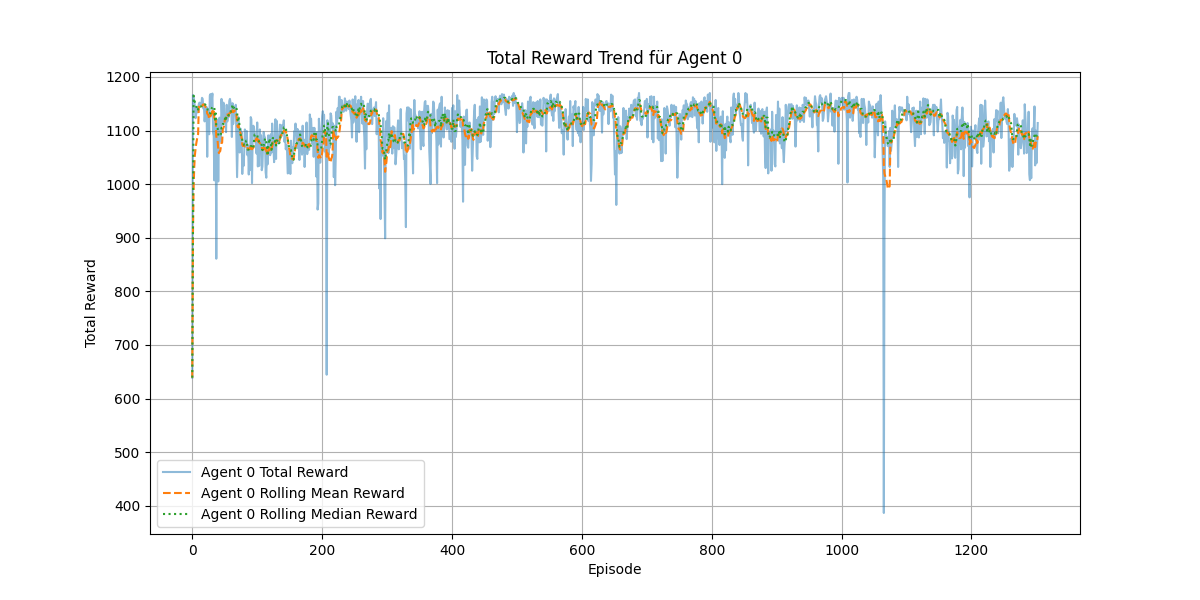 Total Reward Trend für Agent 0
Total Reward
1200
1100
1000
900
800
700
600
500
400
Agent 0 Total Reward
Agent 0 Rolling Mean Reward
Agent 0 Rolling Median Reward
0 200 400 600 800 1000 1200
Episode